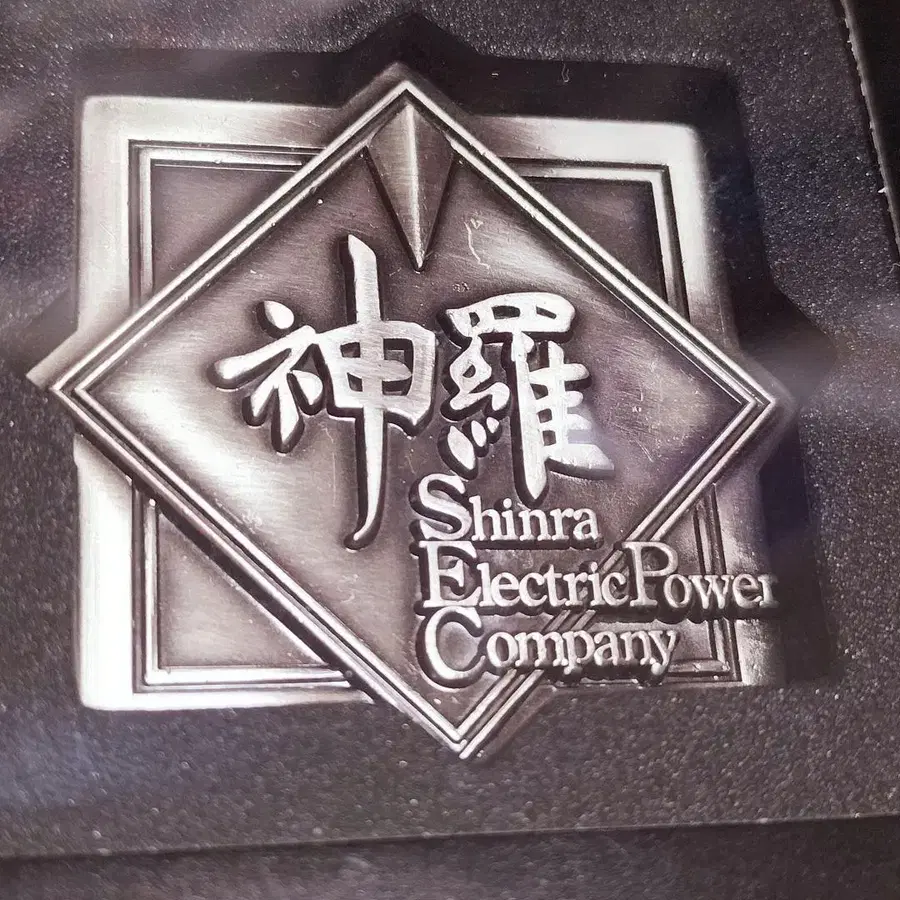 神羅
Shinra
Electric Power
Company